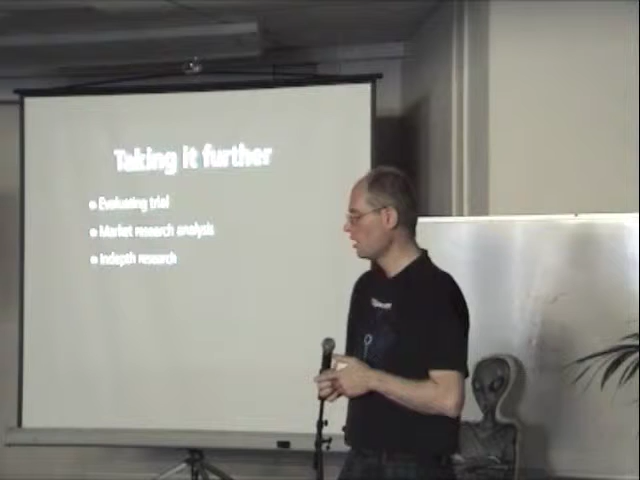 Taking it further
Evaluating trial
Market research analysis
Indepth research